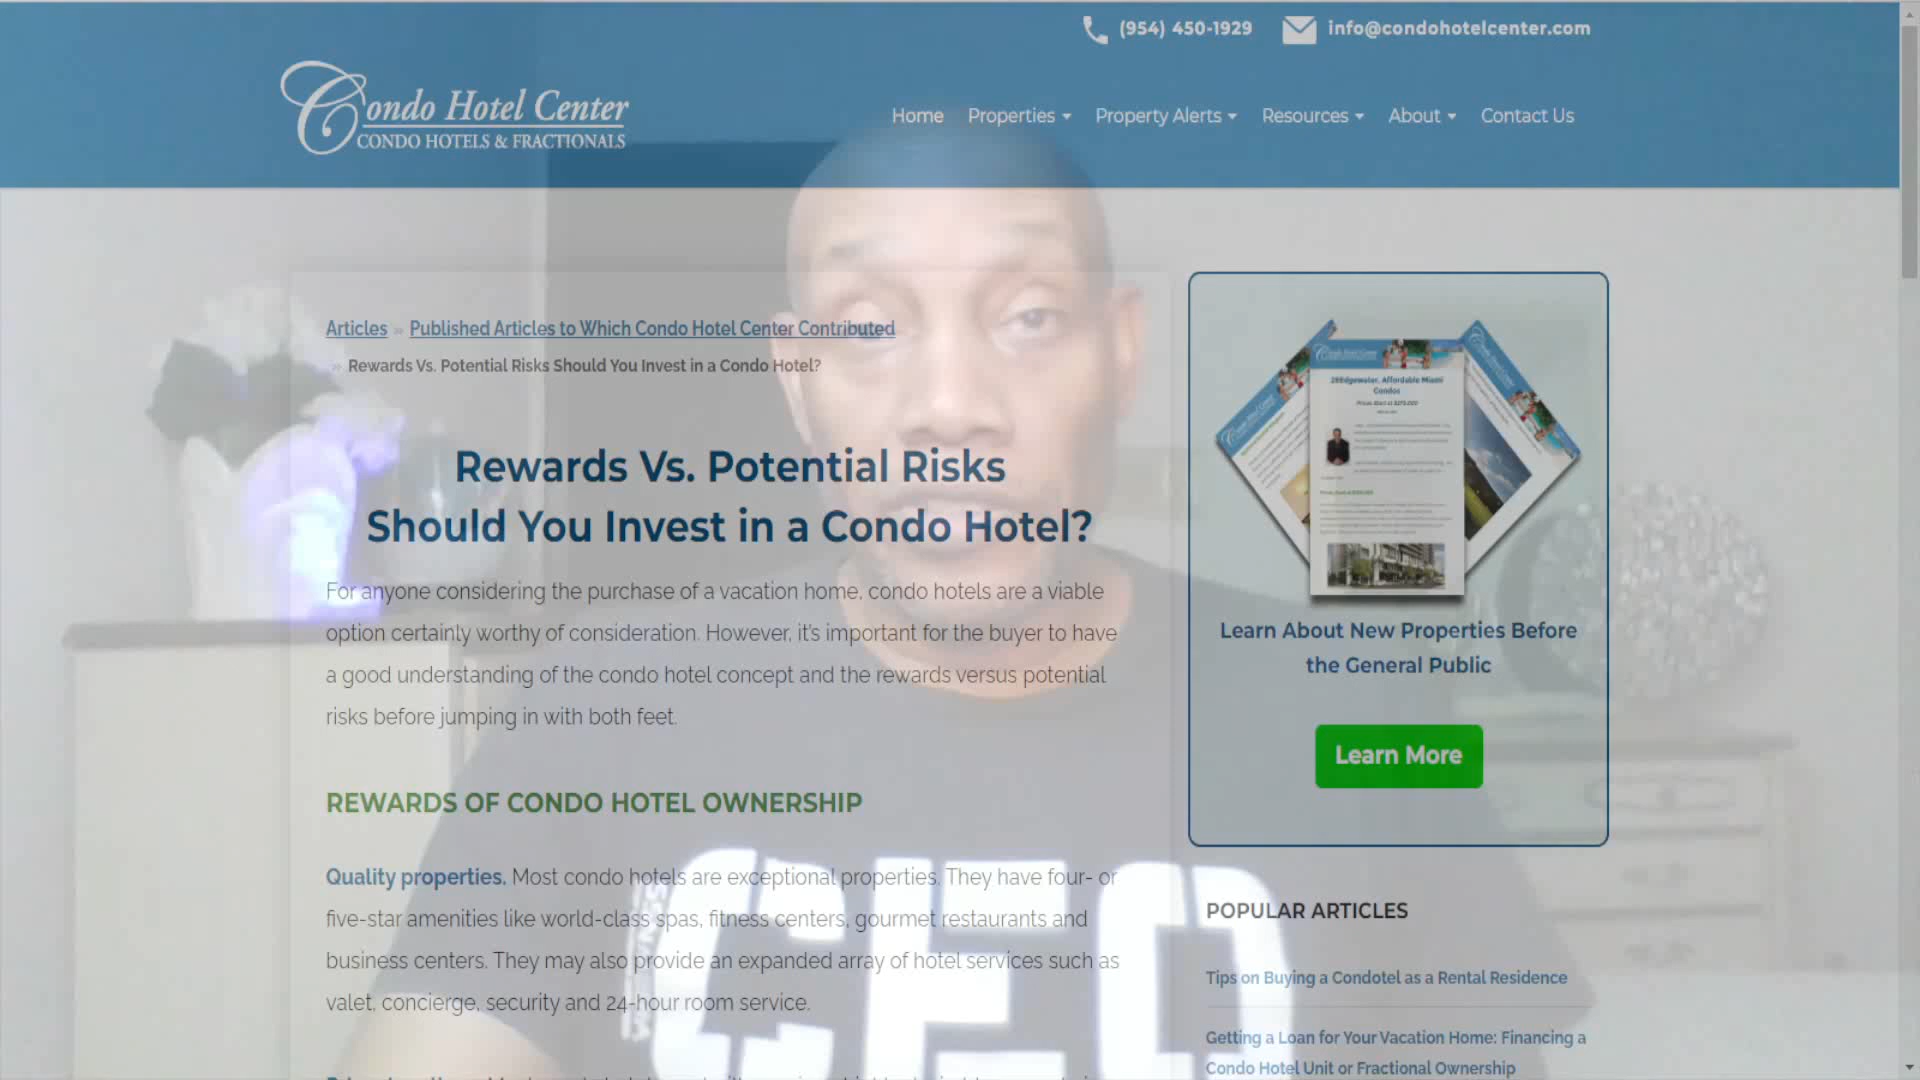 (954) 450-1929 info@condohotelcenter.com
Condo Hotel Center
CONDO HOTELS & FRACTIONALS
Home Properties Property Alerts Resources About Contact Us
Articles » Published Articles to Which Condo Hotel Center Contributed
» Rewards Vs. Potential Risks Should You Invest in a Condo Hotel?
Rewards Vs. Potential Risks
Should You Invest in a Condo Hotel?
For anyone considering the purchase of a vacation home, condo hotels are a viable
option certainly worthy of consideration. However, it's important for the buyer to have
a good understanding of the condo hotel concept and the rewards versus potential
risks before jumping in with both feet.
REWARDS OF CONDO HOTEL OWNERSHIP
Quality properties. Most condo hotels are exceptional properties. They have four- or
five-star amenities like world-class spas, fitness centers, gourmet restaurants and
business centers. They may also provide an expanded array of hotel services such as
valet, concierge, security and 24-hour room service.
Condo Hotel Center
Affordable Miami
Condos
Learn About New Properties Before
the General Public
Learn More
POPULAR ARTICLES
Tips on Buying a Condotel as a Rental Residence
Getting a Loan for Your Vacation Home: Financing a
Condo Hotel Unit or Fractional Ownership
CEO